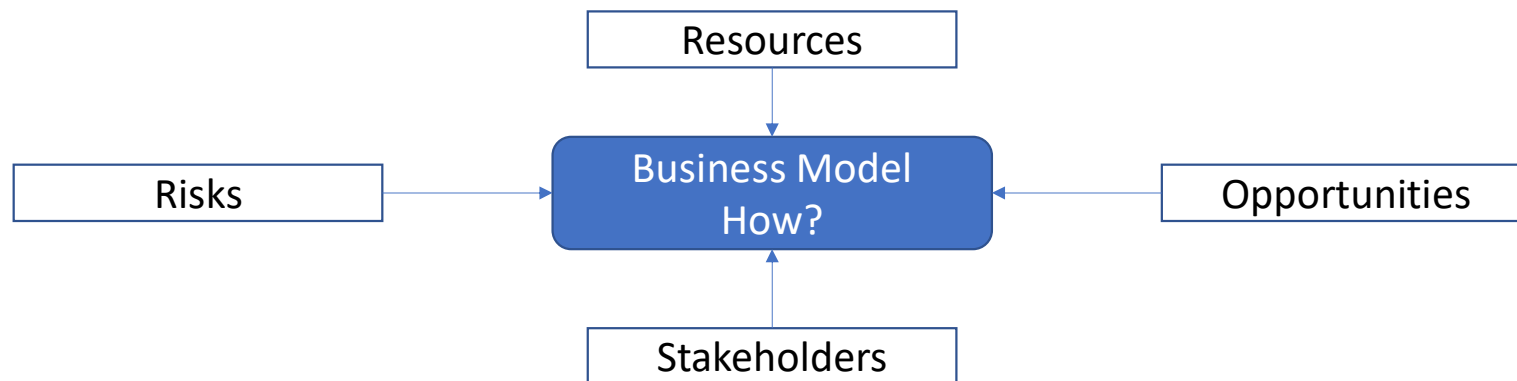 Resources
Risks
Business Model
How?
Opportunities
Stakeholders